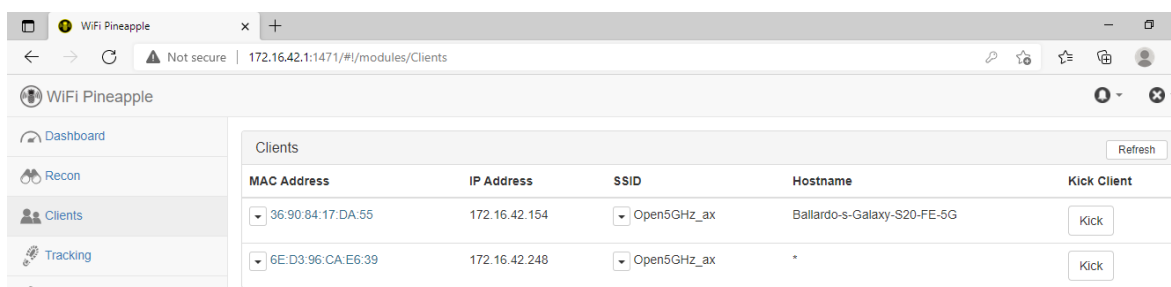 WiFi Pineapple
Not secure | 172.16.42.1:1471/#!/modules/Clients
WiFi Pineapple
Dashboard
Recon
Clients
Tracking
Clients
Refresh
MAC Address IP Address SSID Hostname Kick Client
36:90:84:17:DA:55 172.16.42.154 Open5GHz_ax Ballardo-s-Galaxy-S20-FE-5G Kick
6E:D3:96:CA:E6:39 172.16.42.248 Open5GHz_ax * Kick